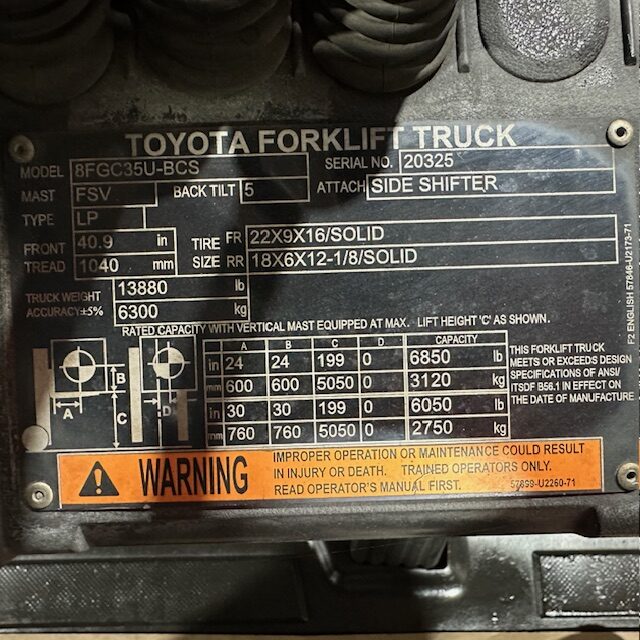 TOYOTA FORKLIFT TRUCK
MODEL 8FGC35U-BCS SERIAL NO. 20325
MAST FSV BACK TILT 5 ATTACH SIDE SHIFTER
TYPE LP
FRONT TREAD 40.9 in TIRE SIZE FR 22X9X16/SOLID
1040 mm RR 18X6X12-1/8/SOLID
TRUCK WEIGHT 13880 lb
ACCURACY±5% 6300 kg
RATED CAPACITY WITH VERTICAL MAST EQUIPPED AT MAX. LIFT HEIGHT 'C' AS SHOWN.
A B C D CAPACITY
in 24 24 199 0 6850 lb
mm 600 600 5050 0 3120 kg
in 30 30 199 0 6050 lb
mm 760 760 5050 0 2750 kg
A B C D
THIS FORKLIFT TRUCK
MEETS OR EXCEEDS DESIGN
SPECIFICATIONS OF ANSI/
ITSDF B56.1 IN EFFECT ON
THE DATE OF MANUFACTURE.
F2 ENGLISH 57846-U2173-71
WARNING
IMPROPER OPERATION OR MAINTENANCE COULD RESULT
IN INJURY OR DEATH. TRAINED OPERATORS ONLY.
READ OPERATOR'S MANUAL FIRST. 57899-U2260-71